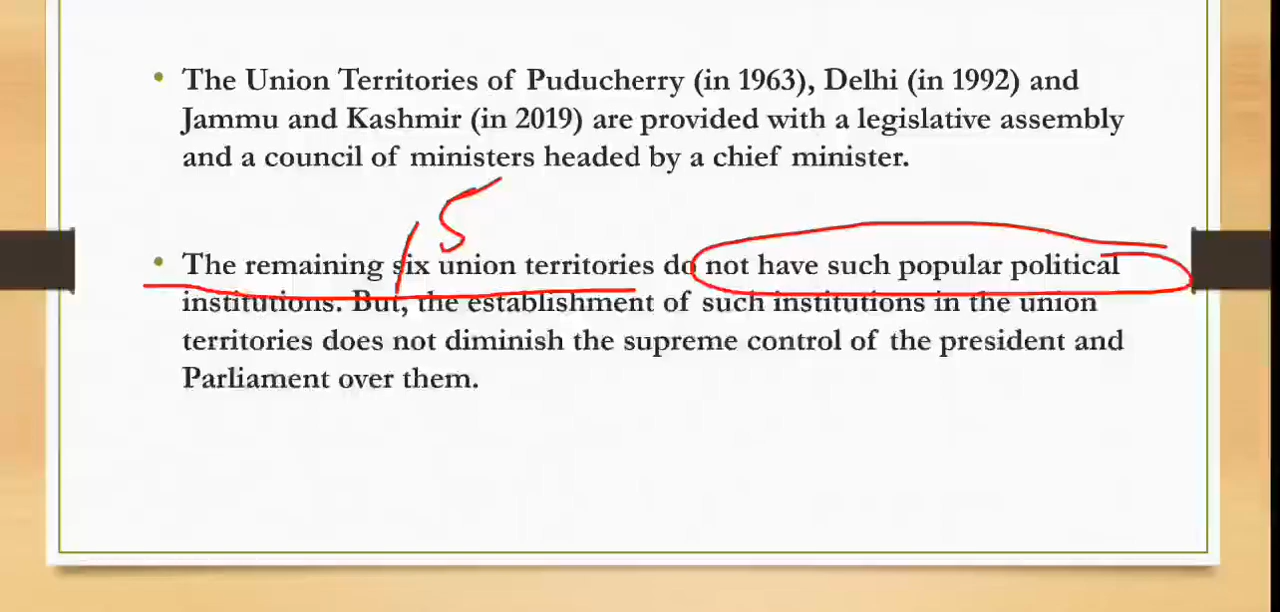 • The Union Territories of Puducherry (in 1963), Delhi (in 1992) and
Jammu and Kashmir (in 2019) are provided with a legislative assembly
and a council of ministers headed by a chief minister.
5
• The remaining six union territories do not have such popular political
institutions. But, the establishment of such institutions in the union
territories does not diminish the supreme control of the president and
Parliament over them.